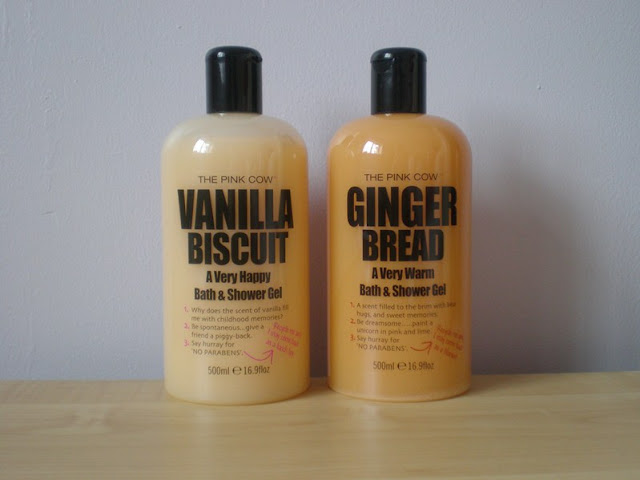 THE PINK COW™
VANILLA
BISCUIT
A Very Happy
Bath & Shower Gel
1. Why does the scent of vanilla fill
me with childhood memories?
2. Be spontaneous...give a
friend a piggy-back.
3. Say hurray for
'NO PARABENS'.
500ml ℮ 16.9floz
THE PINK COW™
GINGER
BREAD
A Very Warm
Bath & Shower Gel
1. A scent filled to the brim with
hugs, and sweet memories.
2. Be dreamsome.....paint a
unicorn in pink and lime.
3. Say hurray for
'NO PARABENS'.
500ml ℮ 16.9floz